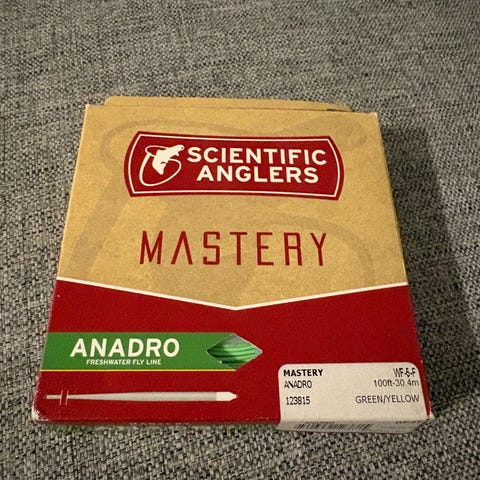 SCIENTIFIC
ANGLERS
MASTERY
ANADRO
FRESHWATER FLY LINE
MASTERY WF-6-F
ANADRO 100ft-30.4m
123815 GREEN/YELLOW